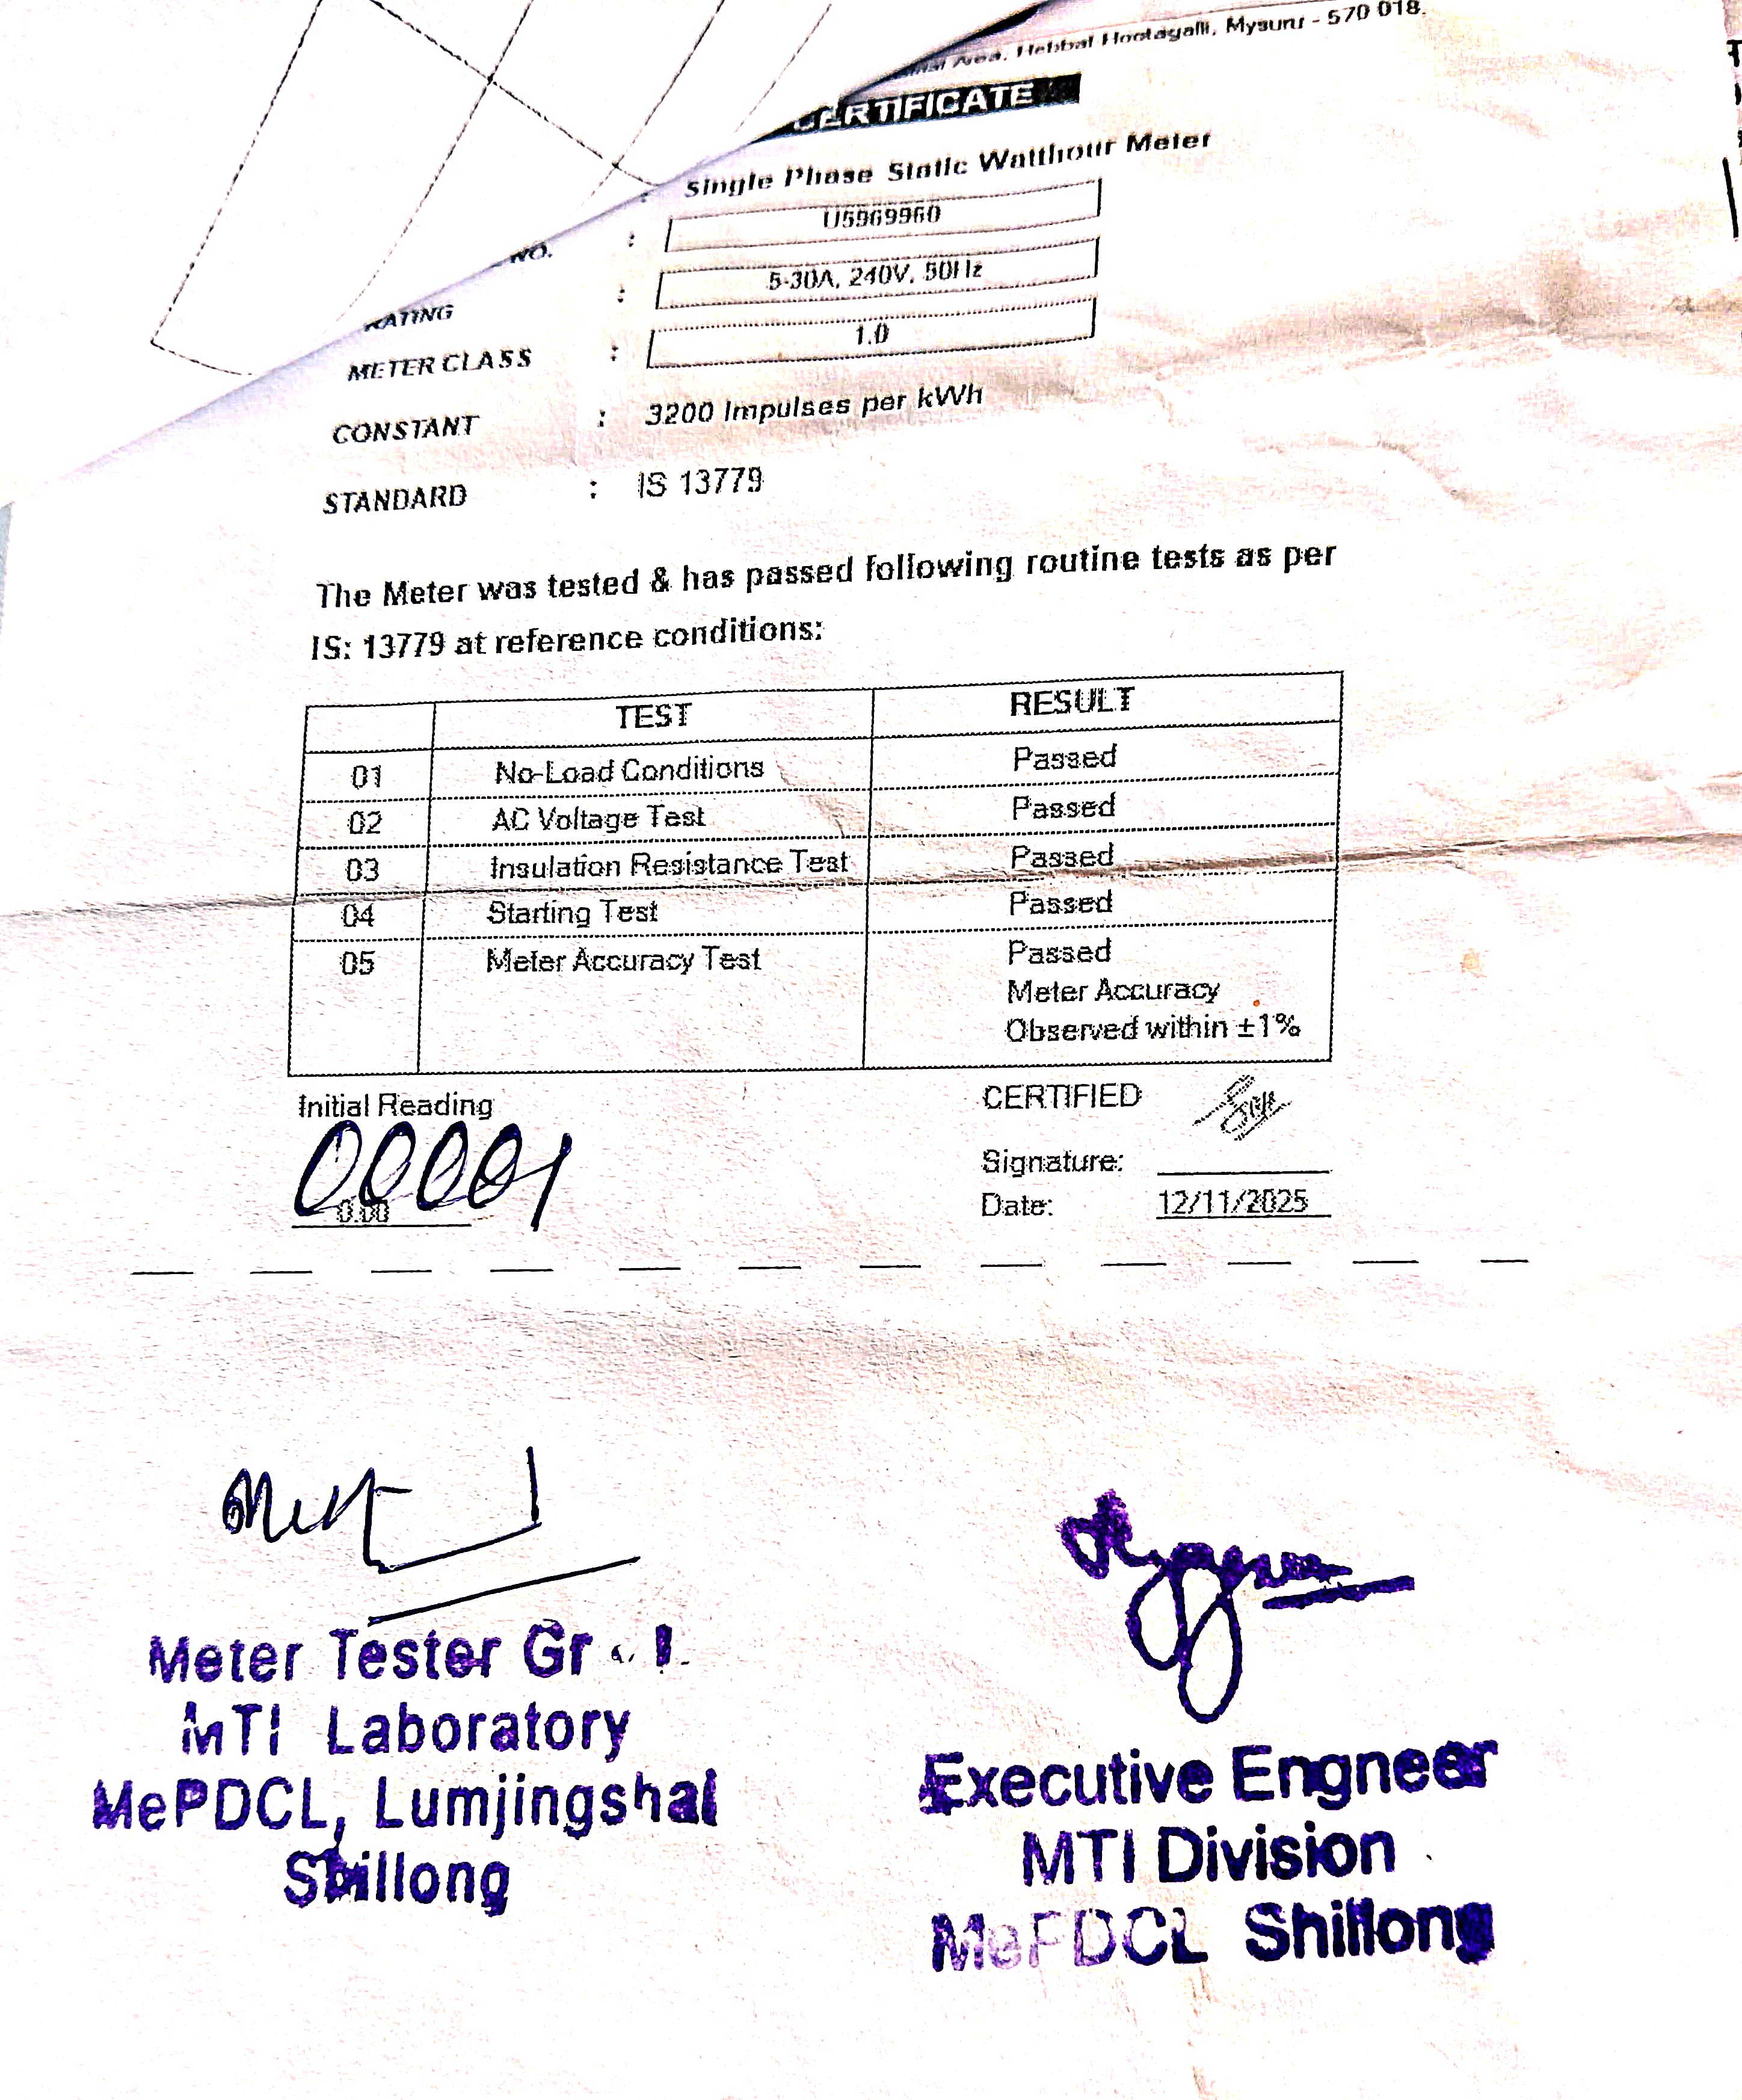 Area, Hebbal Hootagalli, Mysuru - 570 018.
CERTIFICATE
: Single Phase Static Watthour Meter
NO. : U5969960
RATING : 5-30A, 240V, 50Hz
METER CLASS : 1.0
CONSTANT : 3200 Impulses per kWh
STANDARD : IS 13779
The Meter was tested & has passed following routine tests as per
IS: 13779 at reference conditions:
TEST RESULT
01 No-Load Conditions Passed
02 AC Voltage Test Passed
03 Insulation Resistance Test Passed
04 Starting Test Passed
05 Meter Accuracy Test Passed
Meter Accuracy
Observed within ±1%
Initial Reading CERTIFIED
00001
0.00
Signature:
Date: 12/11/2025
Meter Tester Gr - I
MTI Laboratory
MePDCL, Lumjingshai
Shillong
Executive Engneer
MTI Division
MePDCL Shillong